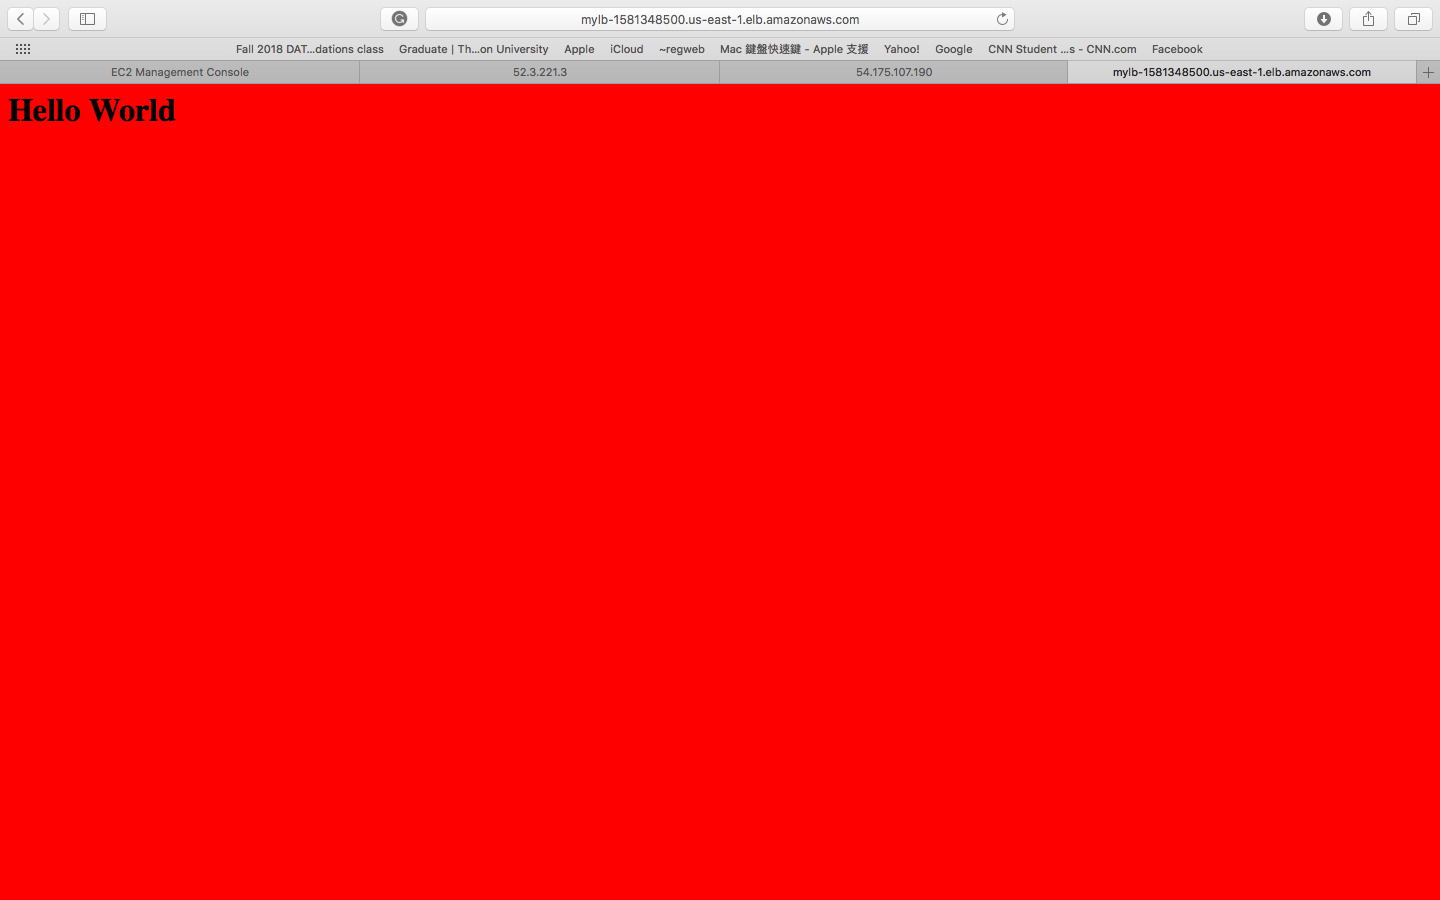 mylb-1581348500.us-east-1.elb.amazonaws.com
Fall 2018 DAT...dations class Graduate | Th...on University Apple iCloud ~regweb Mac 鍵盤快速鍵 - Apple 支援 Yahoo! Google CNN Student ...s - CNN.com Facebook
EC2 Management Console 52.3.221.3 54.175.107.190 mylb-1581348500.us-east-1.elb.amazonaws.com
Hello World